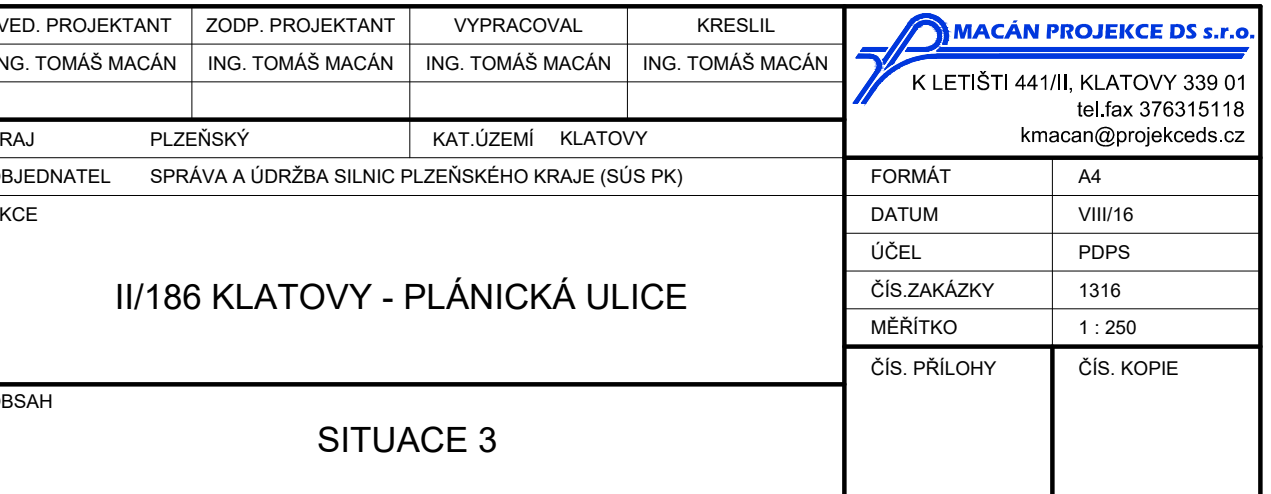 VED. PROJEKTANT ZODP. PROJEKTANT VYPRACOVAL KRESLIL
NG. TOMÁŠ MACÁN ING. TOMÁŠ MACÁN ING. TOMÁŠ MACÁN ING. TOMÁŠ MACÁN
MACÁN PROJEKCE DS s.r.o.
K LETIŠTI 441/II, KLATOVY 339 01
tel.fax 376315118
kmacan@projekceds.cz
RAJ PLZEŇSKÝ KAT.ÚZEMÍ KLATOVY
BJEDNATEL SPRÁVA A ÚDRŽBA SILNIC PLZEŇSKÉHO KRAJE (SÚS PK)
KCE
II/186 KLATOVY - PLÁNICKÁ ULICE
BSAH
SITUACE 3
FORMÁT A4
DATUM VIII/16
ÚČEL PDPS
ČÍS.ZAKÁZKY 1316
MĚŘÍTKO 1 : 250
ČÍS. PŘÍLOHY ČÍS. KOPIE